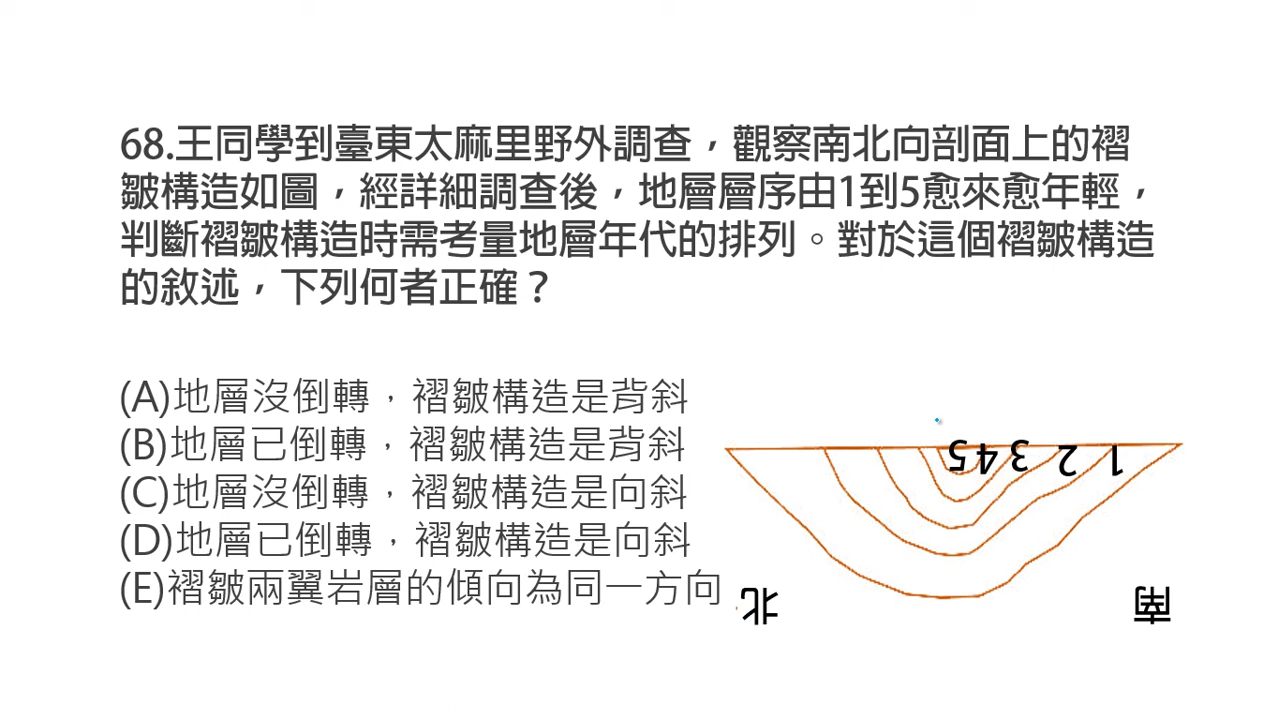 68.王同學到臺東太麻里野外調查，觀察南北向剖面上的褶
皺構造如圖，經詳細調查後，地層層序由1到5愈來愈年輕，
判斷褶皺構造時需考量地層年代的排列。對於這個褶皺構造
的敘述，下列何者正確？
(A)地層沒倒轉，褶皺構造是背斜
(B)地層已倒轉，褶皺構造是背斜
(C)地層沒倒轉，褶皺構造是向斜
(D)地層已倒轉，褶皺構造是向斜
(E)褶皺兩翼岩層的傾向為同一方向
5 4 3 2 1
北 南